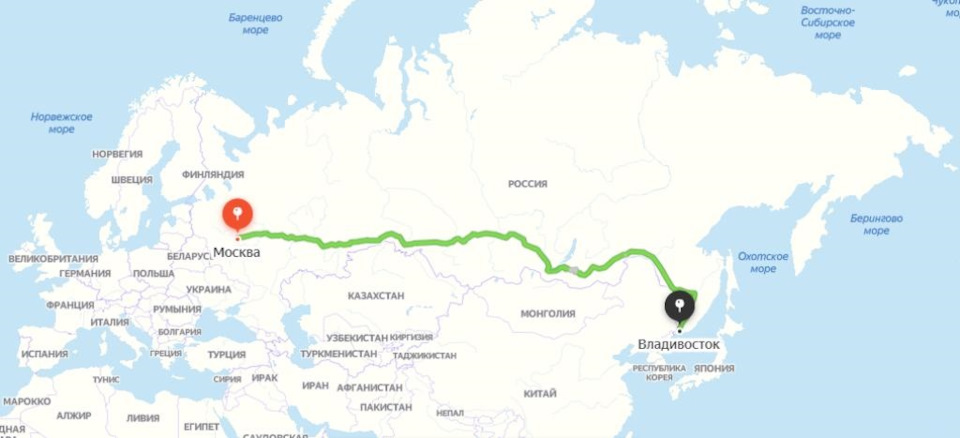 Баренцево
море
Восточно-
Сибирское
море
Норвежское
море
НОРВЕГИЯ
ШВЕЦИЯ
ФИНЛЯНДИЯ
РОССИЯ
Берингово
море
Охотское
море
Москва
ВЕЛИКОБРИТАНИЯ
БЕЛАРУСЬ
ГЕРМАНИЯ
ПОЛЬША
УКРАИНА
ФРАНЦИЯ
РУМЫНИЯ
ИТАЛИЯ
БОЛГАРИЯ
КАЗАХСТАН
МОНГОЛИЯ
Владивосток
УЗБЕКИСТАН
КИРГИЗИЯ
ИСПАНИЯ
ГРЕЦИЯ
ТУРЦИЯ
ТУРКМЕНИСТАН
ТАДЖИКИСТАН
РЕСПУБЛИКА
КОРЕЯ
ЯПОНИЯ
ТУНИС
СИРИЯ
ИРАК
ИРАН
АФГАНИСТАН
КИТАЙ
МАРОККО
АЛЖИР
ЛИВИЯ
ЕГИПЕТ
ПАКИСТАН
НЕПАЛ
САУДОВСКАЯ